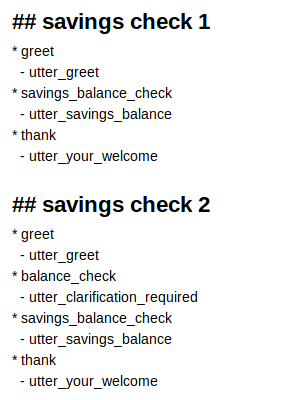 ## savings check 1
* greet
- utter_greet
* savings_balance_check
- utter_savings_balance
* thank
- utter_your_welcome
## savings check 2
* greet
- utter_greet
* balance_check
- utter_clarification_required
* savings_balance_check
- utter_savings_balance
* thank
- utter_your_welcome